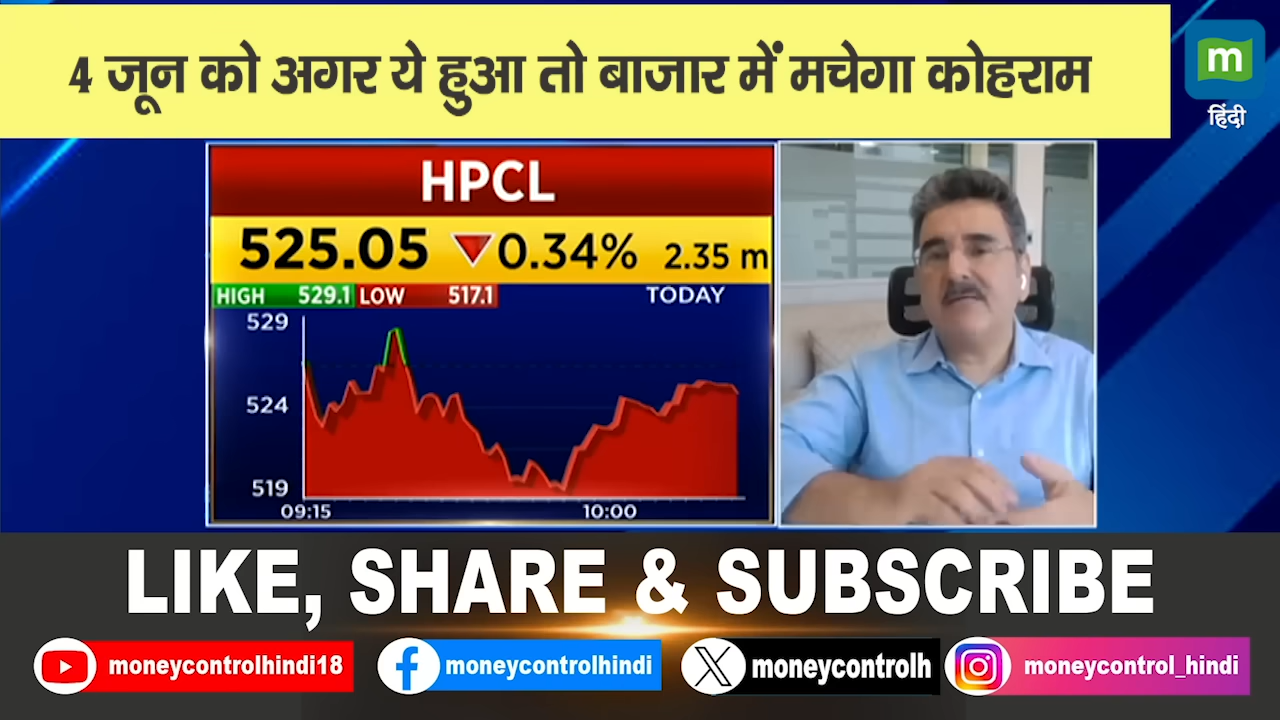 4 जून को अगर ये हुआ तो बाजार में मचेगा कोहराम
m
हिंदी
HPCL
525.05 0.34% 2.35 m
HIGH 529.1 LOW 517.1 TODAY
529
524
519
09:15 10:00
LIKE, SHARE & SUBSCRIBE
moneycontrolhindi18 moneycontrolhindi moneycontrolh moneycontrol_hindi